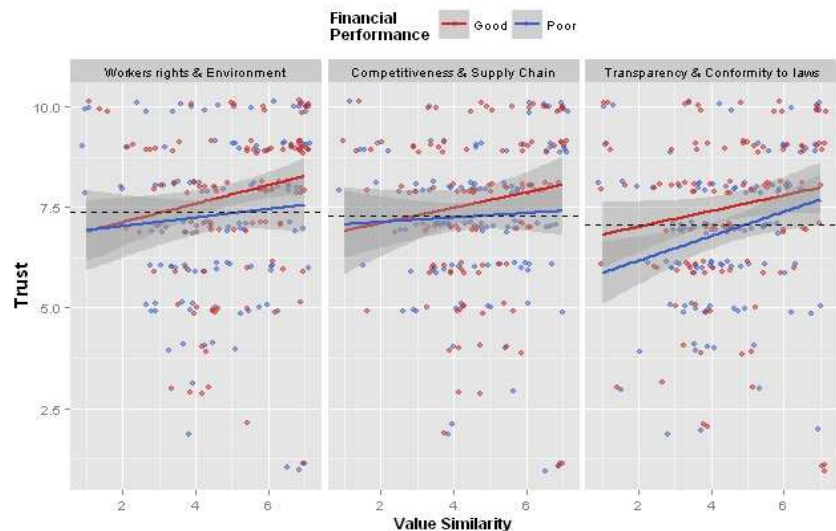 Financial
Performance
Good
Poor
Workers rights & Environment
Competitiveness & Supply Chain
Transparency & Conformity to laws
Trust
10.0
7.5
5.0
2.5
2 4 6
2 4 6
2 4 6
Value Similarity